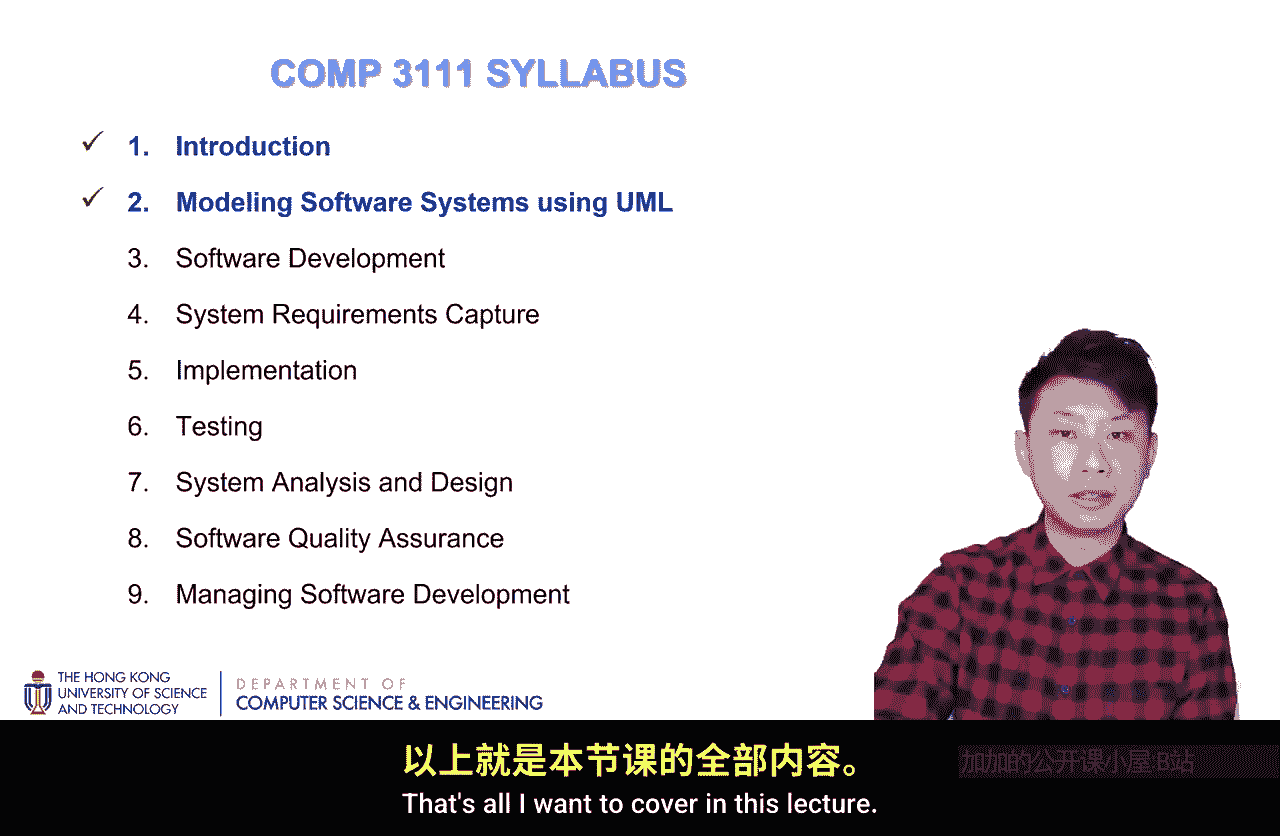 COMP 3111 SYLLABUS
✓ 1. Introduction
✓ 2. Modeling Software Systems using UML
3. Software Development
4. System Requirements Capture
5. Implementation
6. Testing
7. System Analysis and Design
8. Software Quality Assurance
9. Managing Software Development
THE HONG KONG
UNIVERSITY OF SCIENCE
AND TECHNOLOGY
DEPARTMENT OF
COMPUTER SCIENCE & ENGINEERING
以上就是本节课的全部内容。
加加的公开课小屋 B站
That's all I want to cover in this lecture.